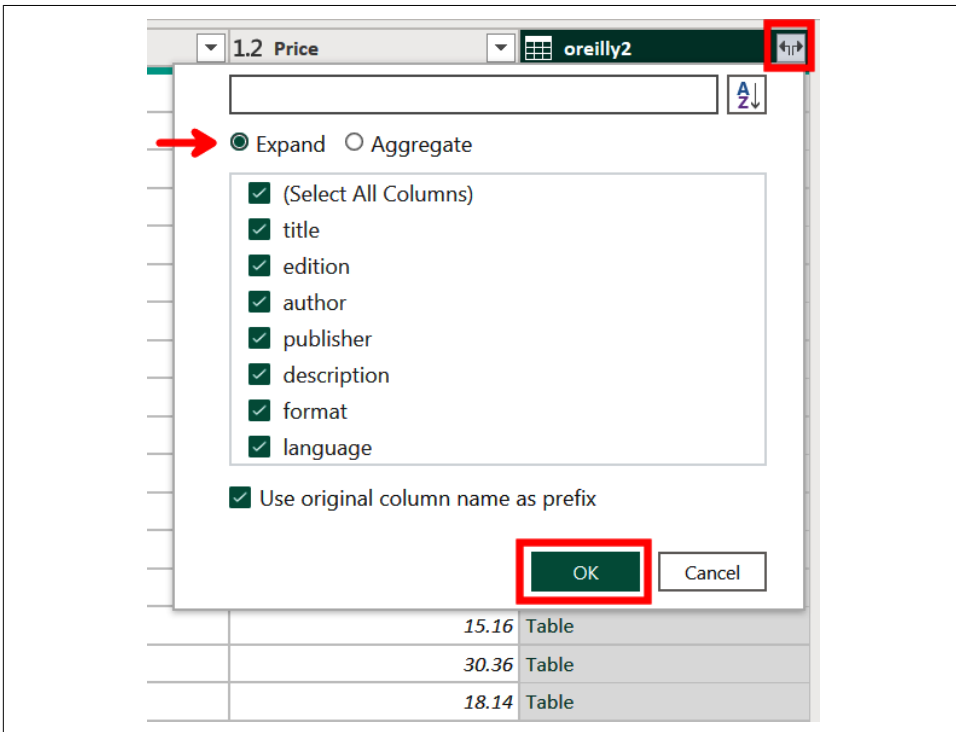 1.2 Price oreilly2
A
Z
Expand Aggregate
(Select All Columns)
title
edition
author
publisher
description
format
language
Use original column name as prefix
OK Cancel
15.16 Table
30.36 Table
18.14 Table